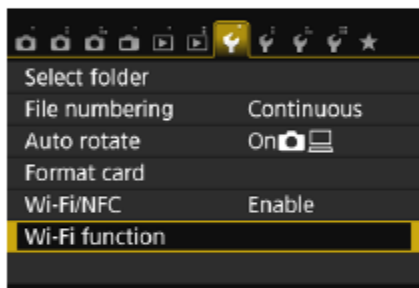 Select folder
File numbering Continuous
Auto rotate On
Format card
Wi-Fi/NFC Enable
Wi-Fi function